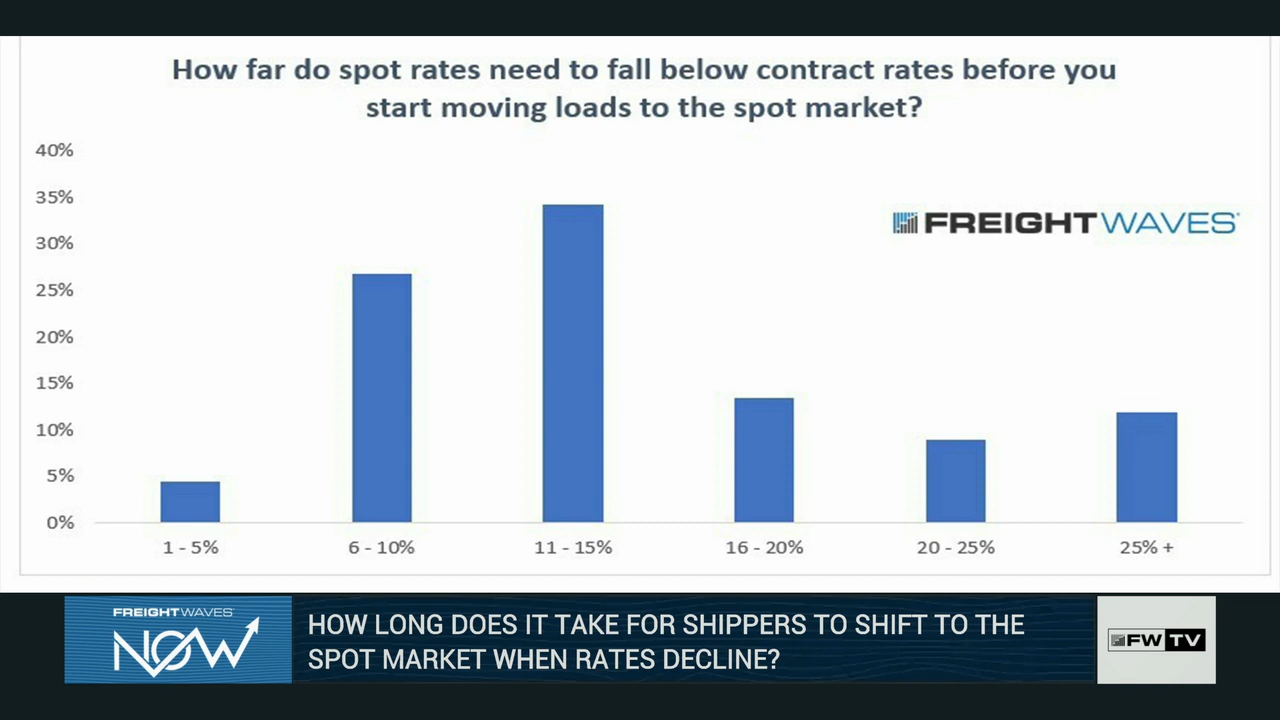 How far do spot rates need to fall below contract rates before you
start moving loads to the spot market?
40%
35%
30%
25%
20%
15%
10%
5%
0%
FREIGHTWAVES
1 - 5%
6 - 10%
11 - 15%
16 - 20%
20 - 25%
25% +
FREIGHTWAVES
NOW
HOW LONG DOES IT TAKE FOR SHIPPERS TO SHIFT TO THE
SPOT MARKET WHEN RATES DECLINE?
FWTV